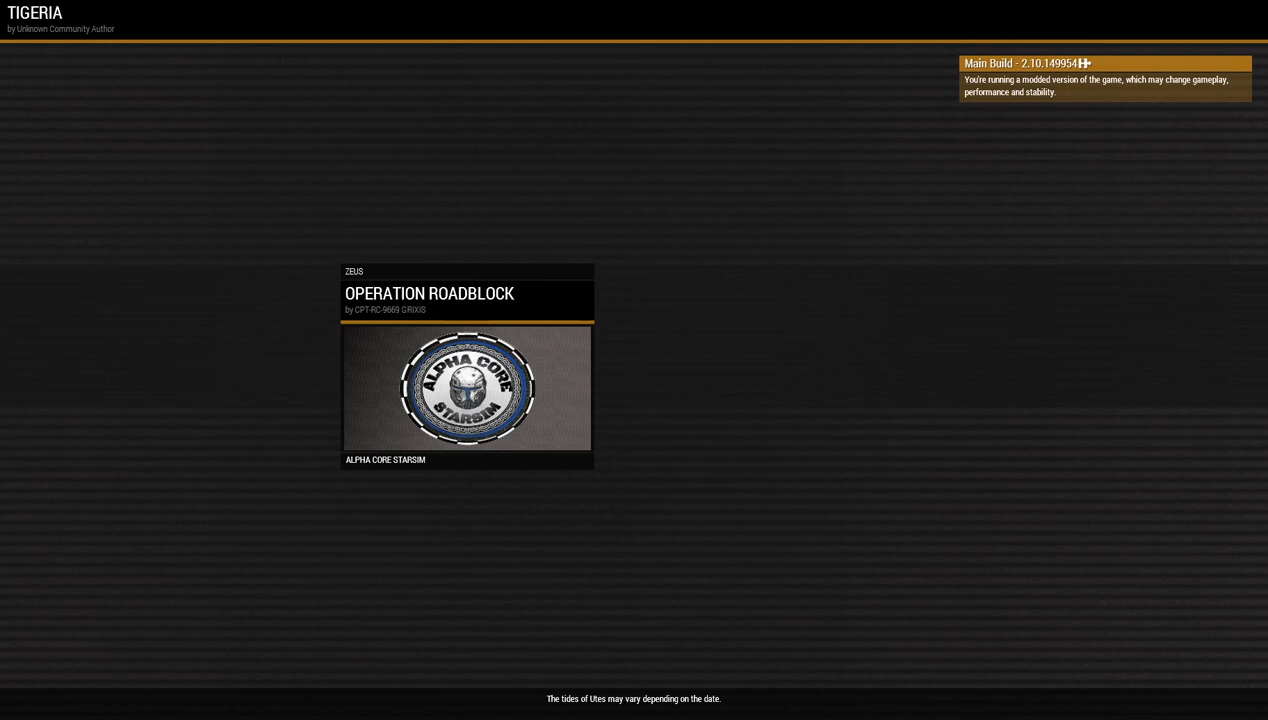 TIGERIA
by Unknown Community Author
Main Build - 2.10.149954
You're running a modded version of the game, which may change gameplay,
performance and stability.
ZEUS
OPERATION ROADBLOCK
by CPT-RC-9669 GRIXIS
ALPHA CORE
STARSIM
ALPHA CORE STARSIM
The tides of Utes may vary depending on the date.